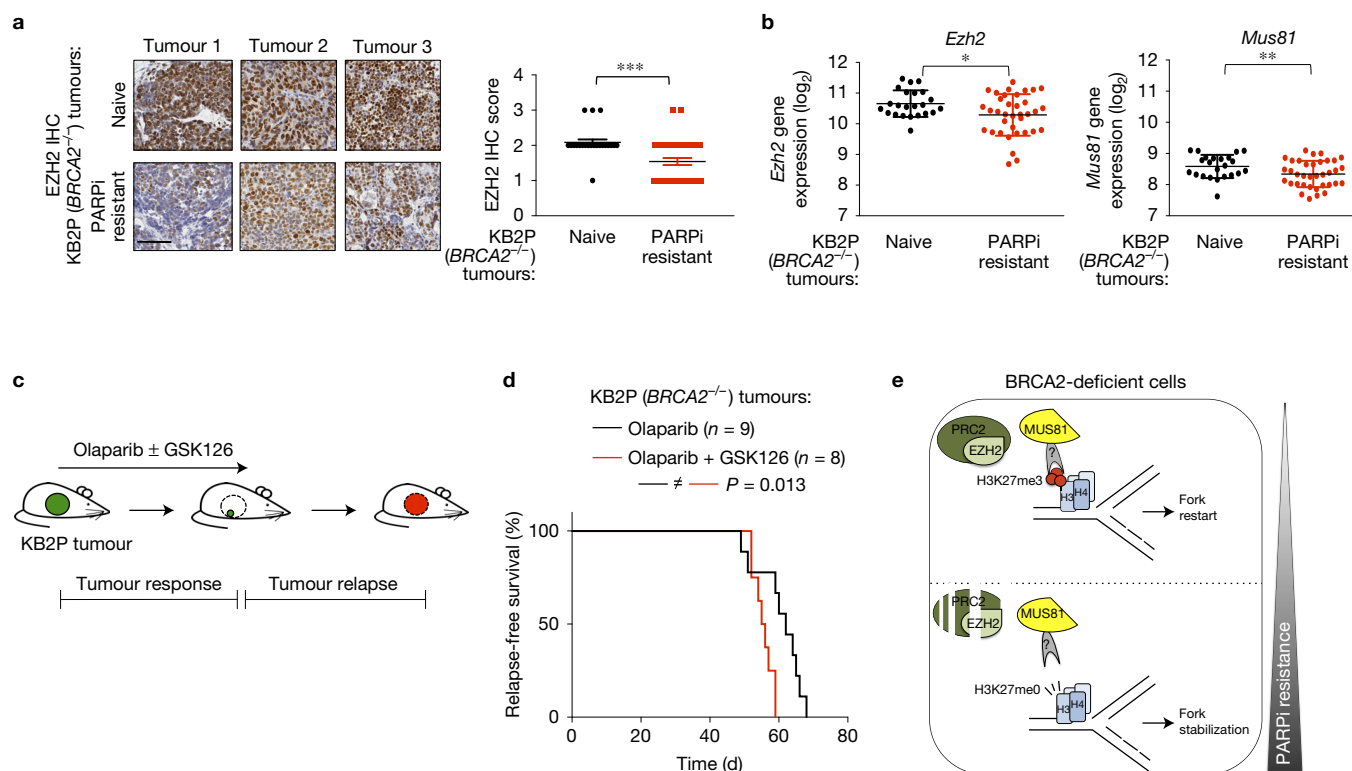 a
Tumour 1 Tumour 2 Tumour 3
EZH2 IHC
KB2P (BRCA2−/−) tumours:
Naive
PARPi
resistant
EZH2 IHC score
4
3
2
1
0
***
KB2P
(BRCA2−/−)
tumours:
Naive
PARPi
resistant
b
Ezh2
*
Ezh2 gene
expression (log2)
12
11
10
9
8
7
KB2P
(BRCA2−/−)
tumours:
Naive
PARPi
resistant
Mus81
**
Mus81 gene
expression (log2)
12
11
10
9
8
7
KB2P
(BRCA2−/−)
tumours:
Naive
PARPi
resistant
c
Olaparib ± GSK126
KB2P tumour
Tumour response
Tumour relapse
d
KB2P (BRCA2−/−) tumours:
Olaparib (n = 9)
Olaparib + GSK126 (n = 8)
≠ P = 0.013
Relapse-free survival (%)
100
50
0
0 20 40 60 80
Time (d)
e
BRCA2-deficient cells
PRC2
EZH2
MUS81
?
H3K27me3
H3 H4
Fork
restart
PRC2
EZH2
MUS81
?
H3K27me0
H3 H4
Fork
stabilization
PARPi resistance